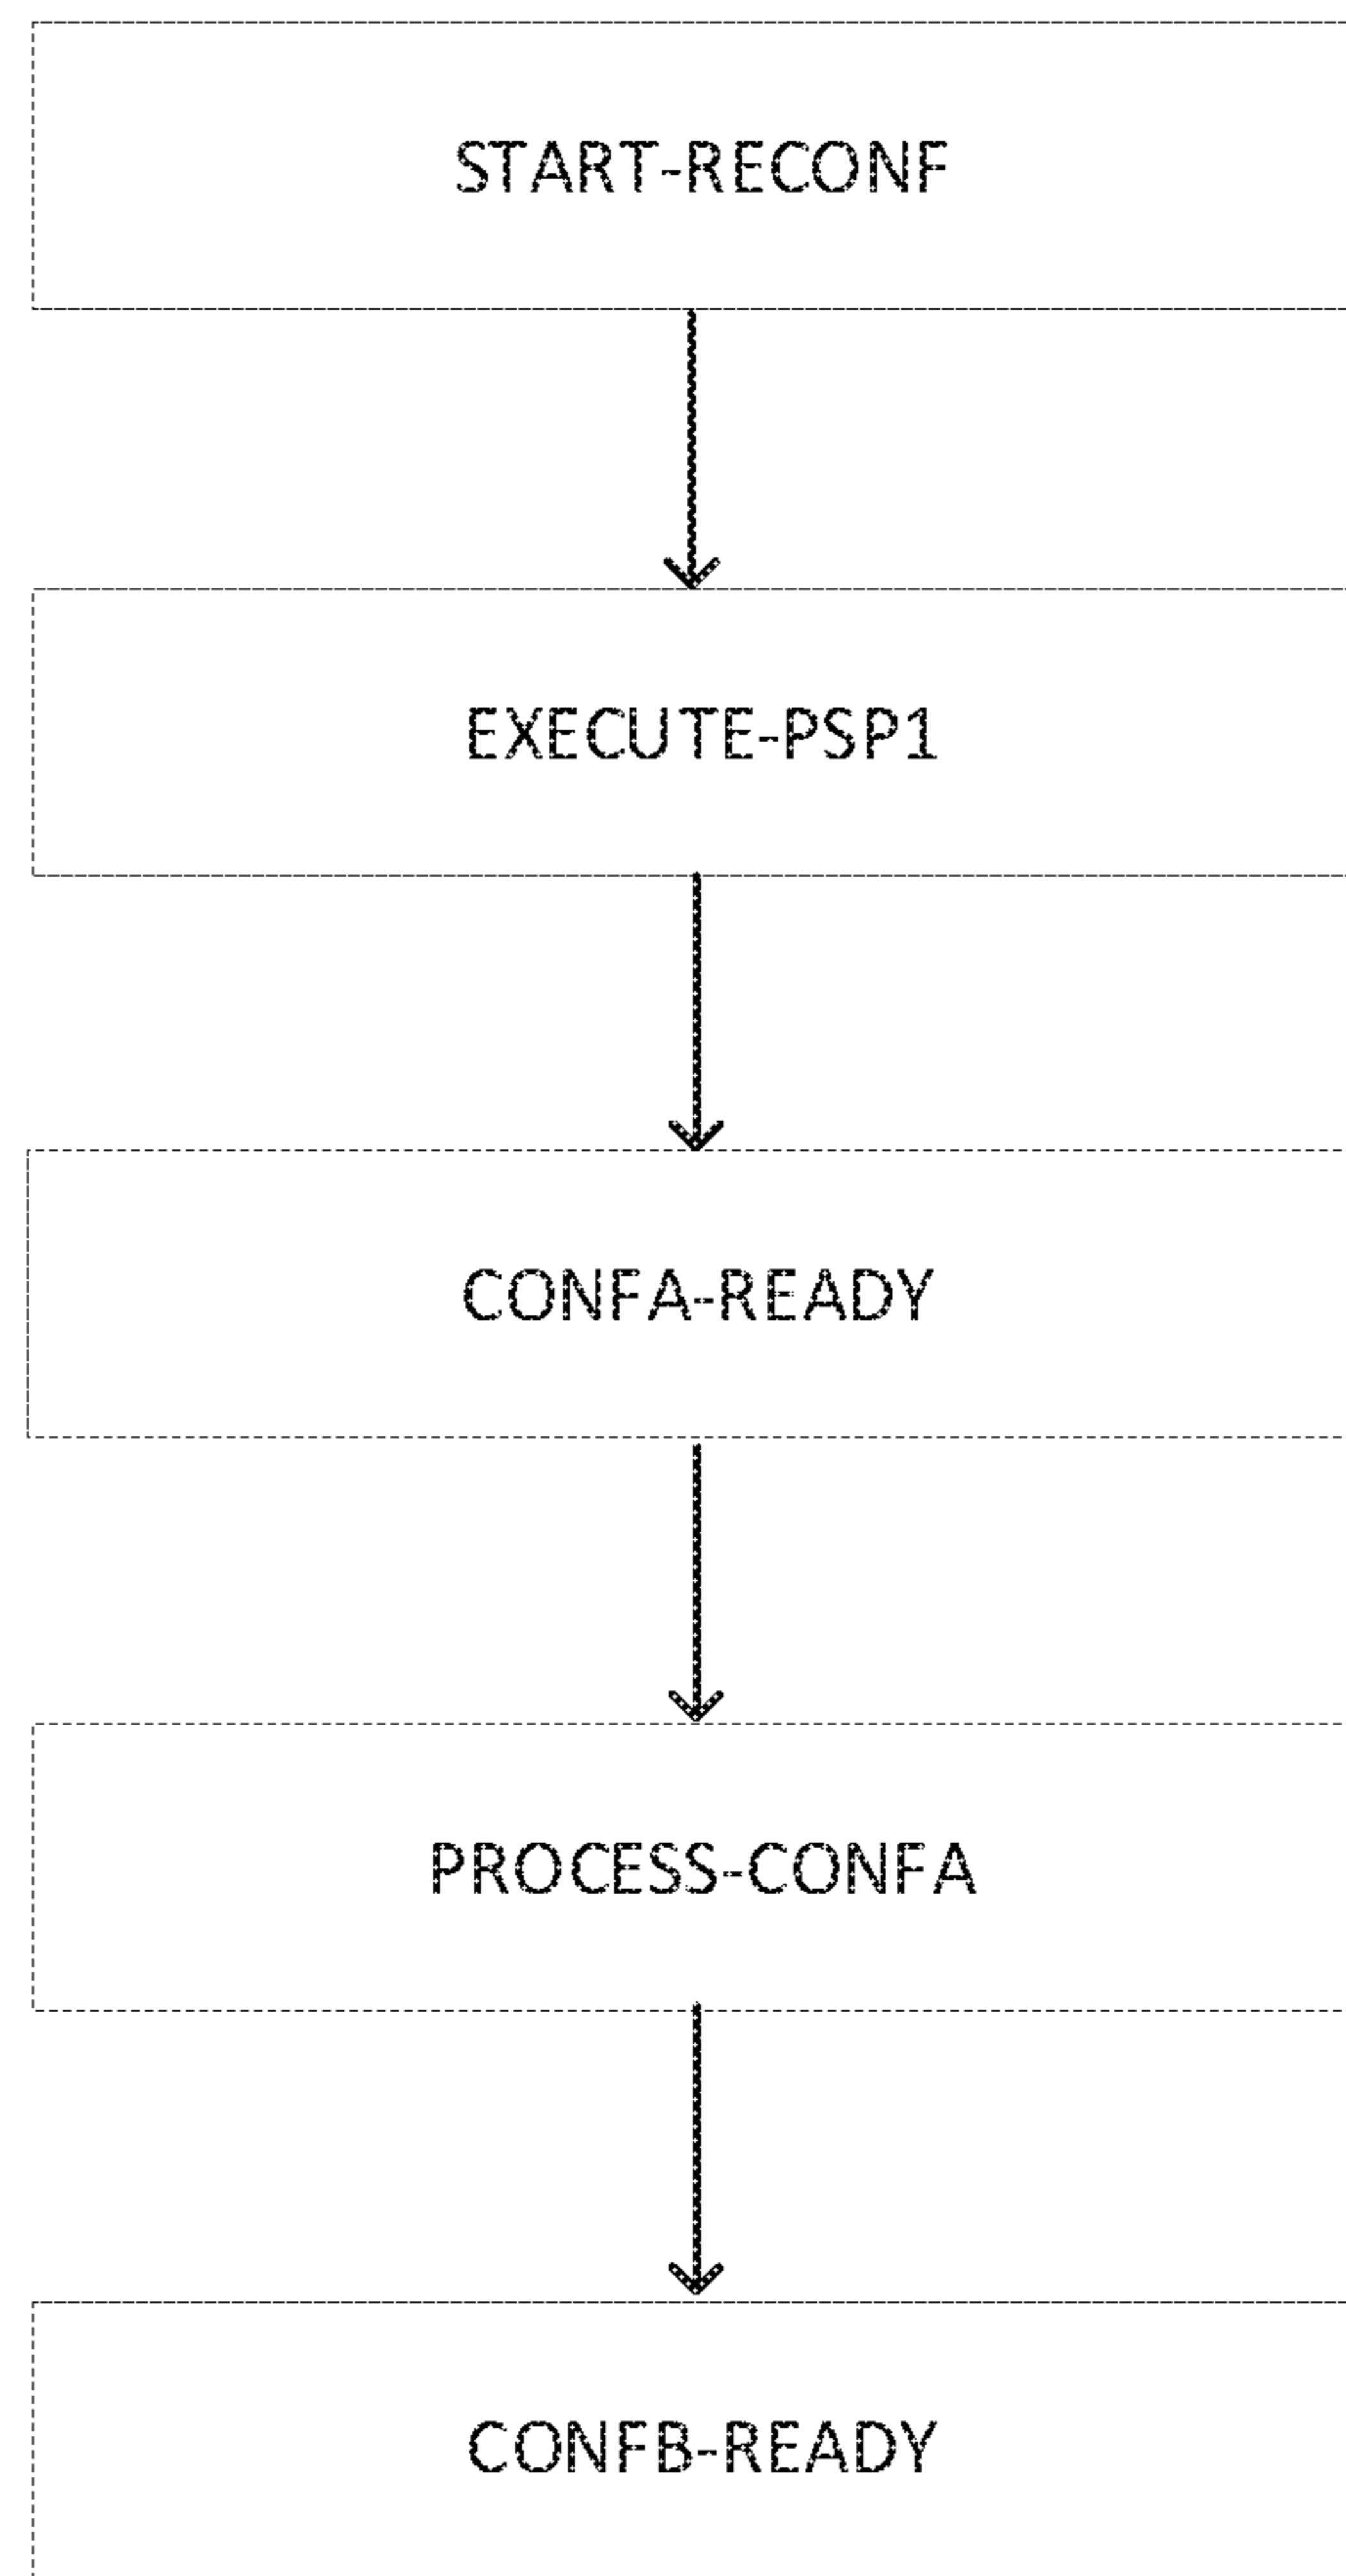 START-RECONF
EXECUTE-PSP1
CONFA-READY
PROCESS-CONFA
CONFB-READY